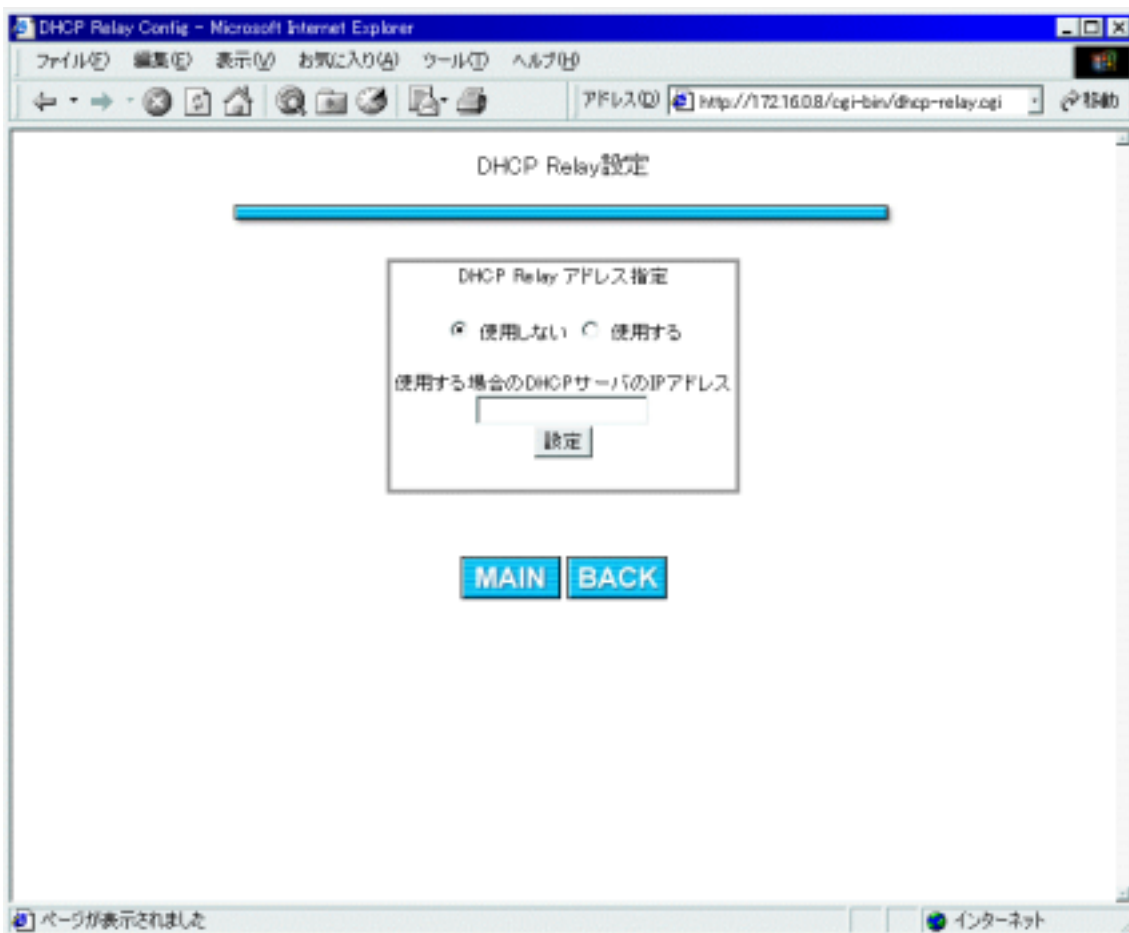 DHCP Relay Config - Microsoft Internet Explorer
ファイル(F) 編集(E) 表示(V) お気に入り(A) ツール(T) ヘルプ(H)
アドレス(D) http://172.16.0.8/cgi-bin/dhcp-relay.cgi 移動
DHCP Relay設定
DHCP Relay アドレス指定
使用しない 使用する
使用する場合のDHCPサーバのIPアドレス
設定
MAIN BACK
ページが表示されました インターネット